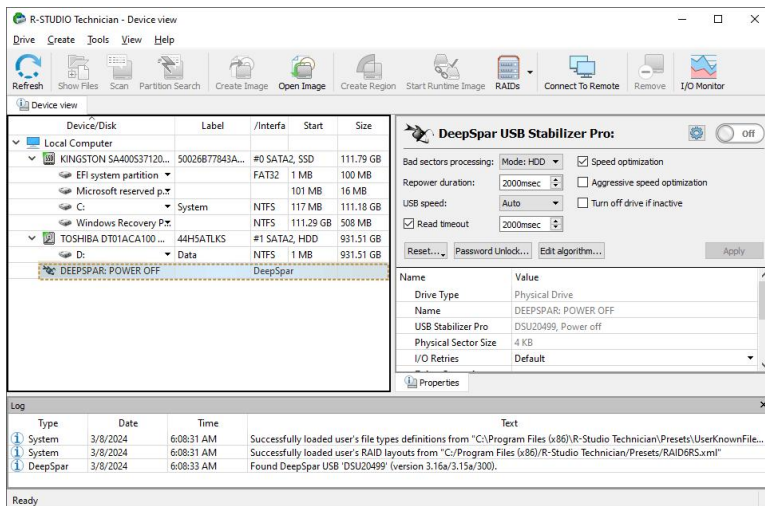 R-STUDIO Technician - Device view
Drive Create Tools View Help
Refresh Show Files Scan Partition Search Create Image Open Image Create Region Start Runtime Image RAIDs Connect To Remote Remove I/O Monitor
Device view
Device/Disk Label /Interfa Start Size
Local Computer
KINGSTON SA400S37120... 50026B77843A... #0 SATA2, SSD 111.79 GB
EFI system partition FAT32 1 MB 100 MB
Microsoft reserved p... 101 MB 16 MB
C: System NTFS 117 MB 111.18 GB
Windows Recovery P... NTFS 111.29 GB 508 MB
TOSHIBA DT01ACA100 ... 44H5ATLKS #1 SATA2, HDD 931.51 GB
D: Data NTFS 1 MB 931.51 GB
DEEPSPAR: POWER OFF DeepSpar
DeepSpar USB Stabilizer Pro: off
Bad sectors processing: Mode: HDD Speed optimization
Repower duration: 2000msec Aggressive speed optimization
USB speed: Auto Turn off drive if inactive
Read timeout 2000msec
Reset... Password Unlock... Edit algorithm... Apply
Name Value
Drive Type Physical Drive
Name DEEPSPAR: POWER OFF
USB Stabilizer Pro DSU20499, Power off
Physical Sector Size 4 KB
I/O Retries Default
Properties
Log
Type Date Time Text
System 3/8/2024 6:08:31 AM Successfully loaded user's file types definitions from "C:\Program Files (x86)\R-Studio Technician\Presets\UserKnownFile...
System 3/8/2024 6:08:31 AM Successfully loaded user's RAID layouts from "C:/Program Files (x86)/R-Studio Technician/Presets/RAID6RS.xml"
DeepSpar 3/8/2024 6:08:33 AM Found DeepSpar USB 'DSU20499' (version 3.16a/3.15a/300).
Ready